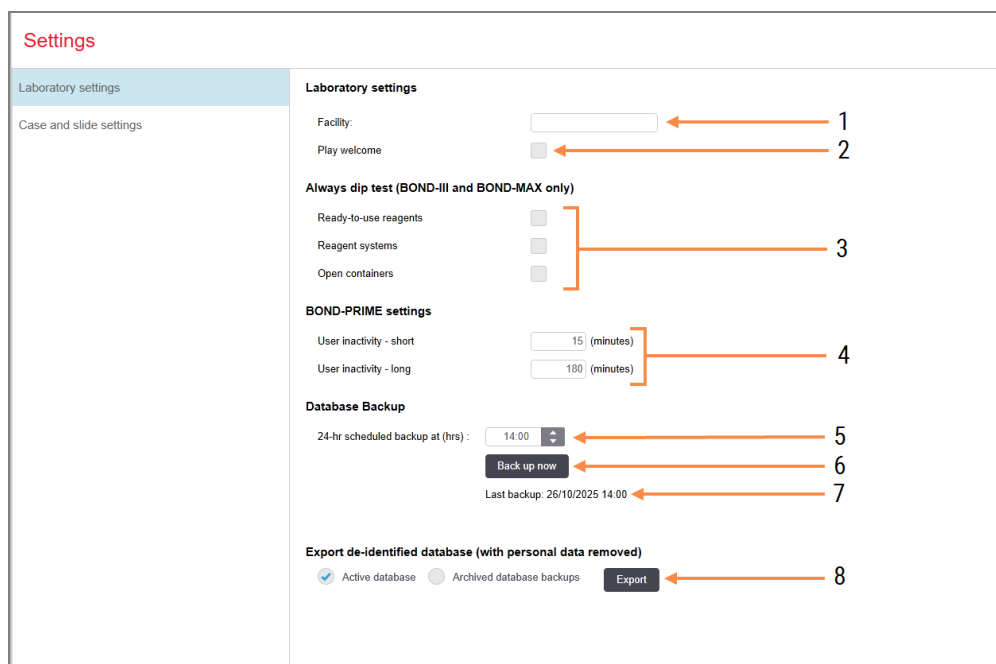 Settings
Laboratory settings
Case and slide settings
Laboratory settings
Facility:
1
Play welcome
2
Always dip test (BOND-III and BOND-MAX only)
Ready-to-use reagents
Reagent systems
3
Open containers
BOND-PRIME settings
User inactivity - short 15 (minutes)
4
User inactivity - long 180 (minutes)
Database Backup
24-hr scheduled backup at (hrs) : 14:00
5
Back up now
6
Last backup: 26/10/2025 14:00
7
Export de-identified database (with personal data removed)
Active database Archived database backups Export
8